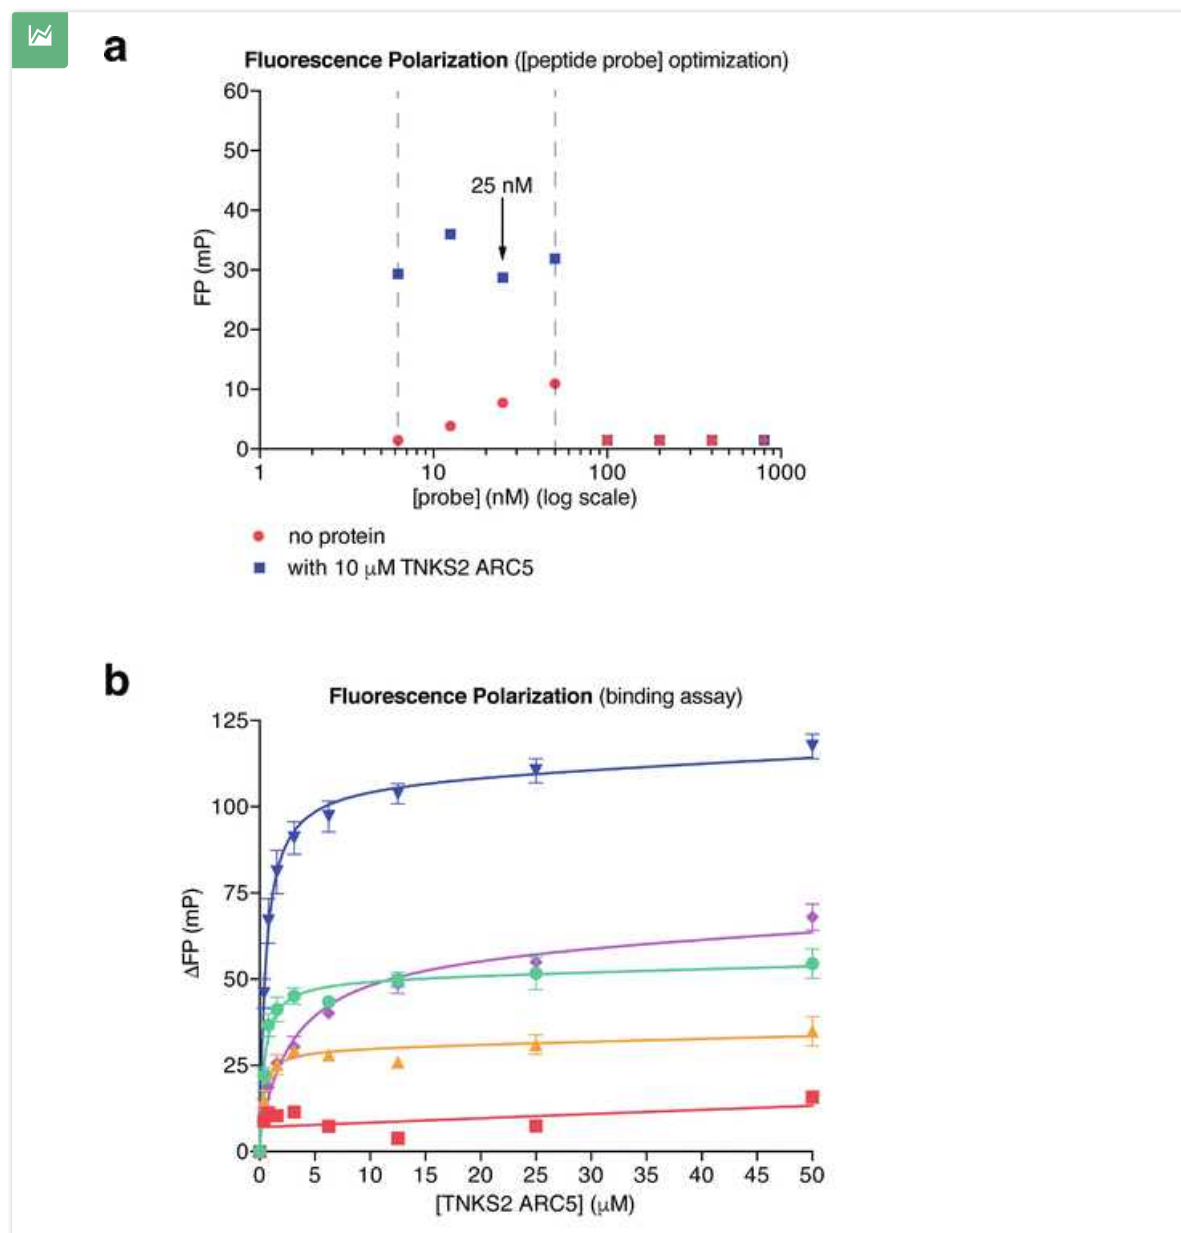 a
Fluorescence Polarization ([peptide probe] optimization)
60
50
40
30
20
10
0
FP (mP)
25 nM
1 10 100 1000
[probe] (nM) (log scale)
no protein
with 10 μM TNKS2 ARC5
b
Fluorescence Polarization (binding assay)
125
100
75
50
25
0
ΔFP (mP)
0 5 10 15 20 25 30 35 40 45 50
[TNKS2 ARC5] (μM)